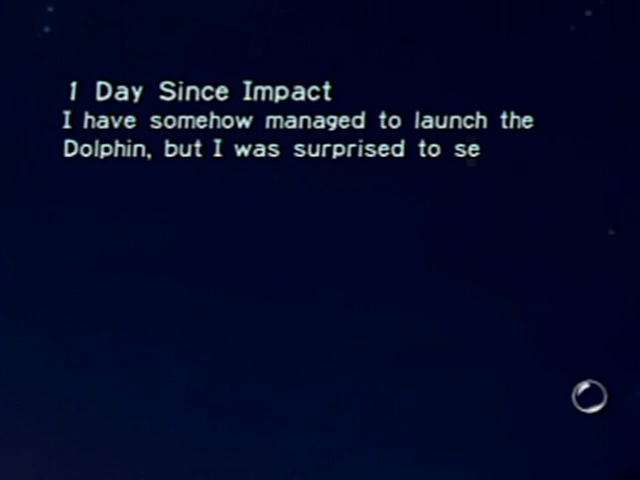 1 Day Since Impact
I have somehow managed to launch the
Dolphin, but I was surprised to se